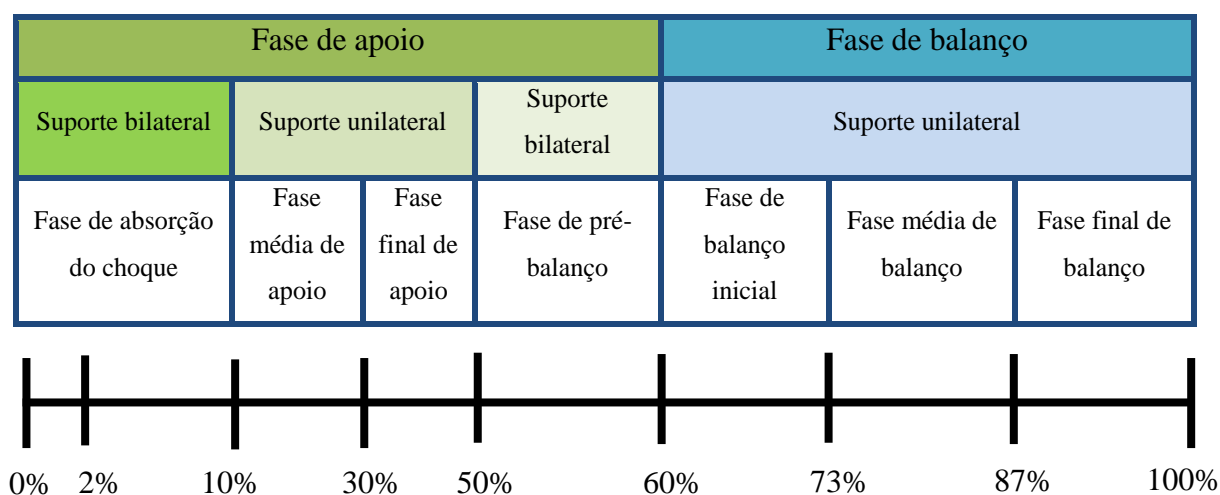 Fase de apoio
Fase de balanço
Suporte bilateral
Suporte unilateral
Suporte
bilateral
Suporte unilateral
Fase de absorção
do choque
Fase
média de
apoio
Fase
final de
apoio
Fase de pré-
balanço
Fase de
balanço
inicial
Fase média de
balanço
Fase final de
balanço
0% 2% 10% 30% 50% 60% 73% 87% 100%